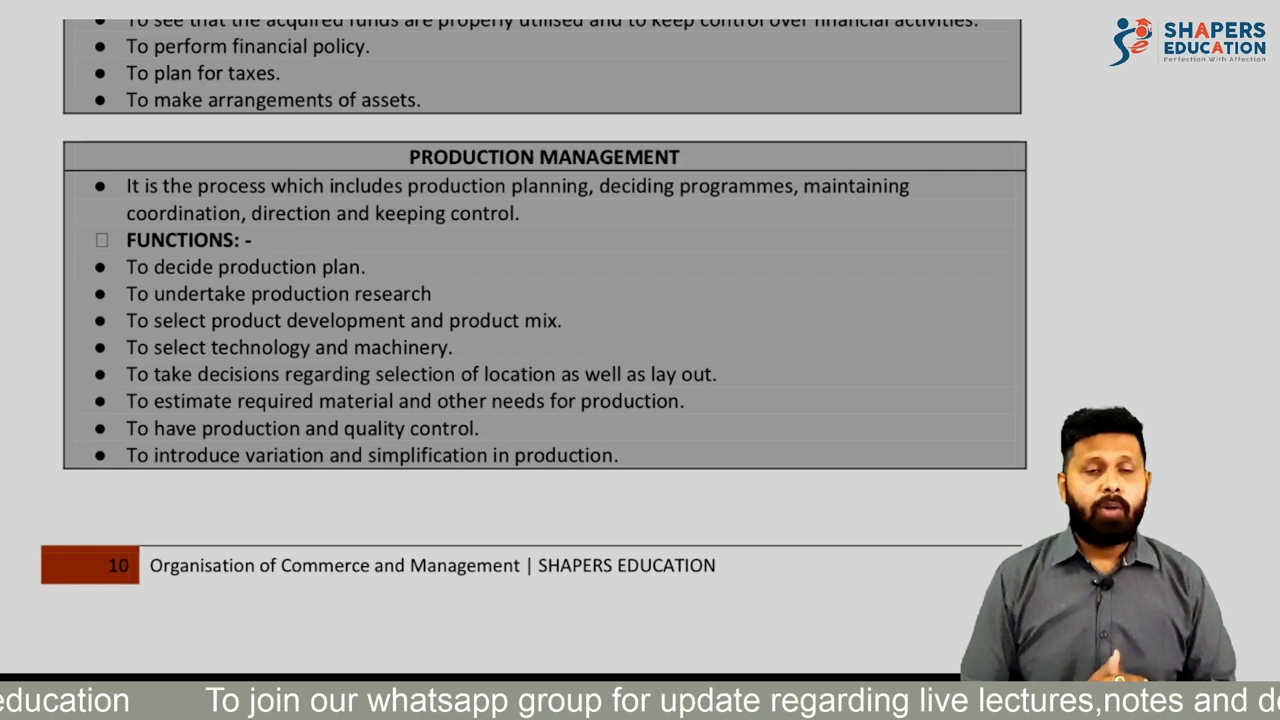 To see that the acquired funds are properly utilised and to keep control over financial activities.
● To perform financial policy.
● To plan for taxes.
● To make arrangements of assets.
SHAPERS
EDUCATION
Perfection With Affection
PRODUCTION MANAGEMENT
● It is the process which includes production planning, deciding programmes, maintaining
coordination, direction and keeping control.
□ FUNCTIONS: -
● To decide production plan.
● To undertake production research
● To select product development and product mix.
● To select technology and machinery.
● To take decisions regarding selection of location as well as lay out.
● To estimate required material and other needs for production.
● To have production and quality control.
● To introduce variation and simplification in production.
10 Organisation of Commerce and Management | SHAPERS EDUCATION
education To join our whatsapp group for update regarding live lectures,notes and